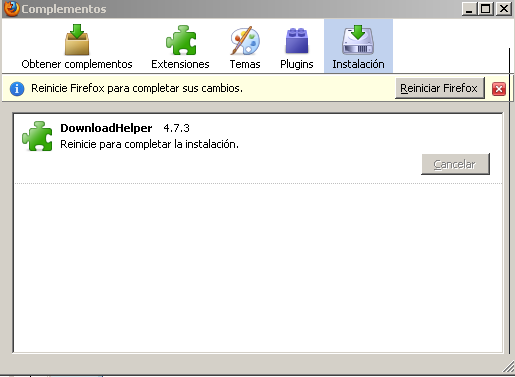 Complementos
Obtener complementos
Extensiones
Temas
Plugins
Instalación
Reinicie Firefox para completar sus cambios.
Reiniciar Firefox
DownloadHelper 4.7.3
Reinicie para completar la instalación.
Cancelar